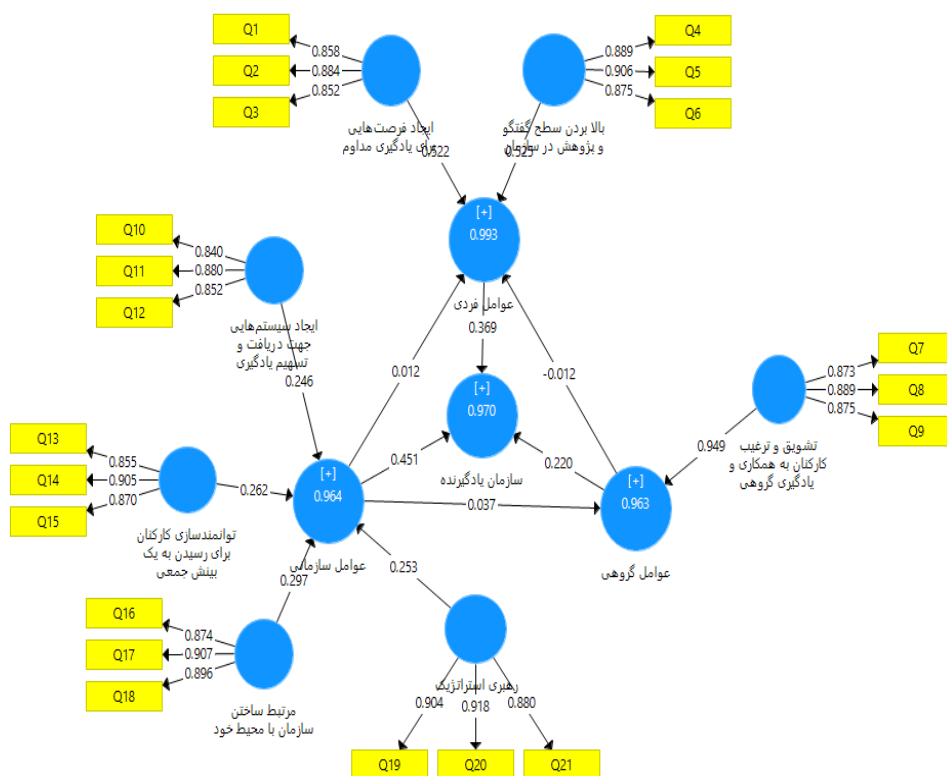 Q1
Q2
Q3
0.858
0.884
0.852
ایجاد فرصت‌هایی
برای یادگیری مداوم
0.522
Q4
Q5
Q6
0.889
0.906
0.875
بالا بردن سطح گفتگو
و پژوهش در سازمان
0.525
[+]
0.993
عوامل فردی
0.369
Q10
Q11
Q12
0.840
0.880
0.852
ایجاد سیستم‌هایی
جهت دریافت و
تسهیم یادگیری
0.246
0.012
-0.012
[+]
0.970
سازمان یادگیرنده
0.451
0.220
0.037
Q7
Q8
Q9
0.873
0.889
0.875
تشویق و ترغیب
کارکنان به همکاری و
یادگیری گروهی
0.949
Q13
Q14
Q15
0.855
0.905
0.870
توانمندسازی کارکنان
برای رسیدن به یک
بینش جمعی
0.262
[+]
0.964
عوامل سازمانی
[+]
0.963
عوامل گروهی
0.297
0.253
Q16
Q17
Q18
0.874
0.907
0.896
مرتبط ساختن
سازمان با محیط خود
رهبری استراتژیک
0.904
0.918
0.880
Q19
Q20
Q21